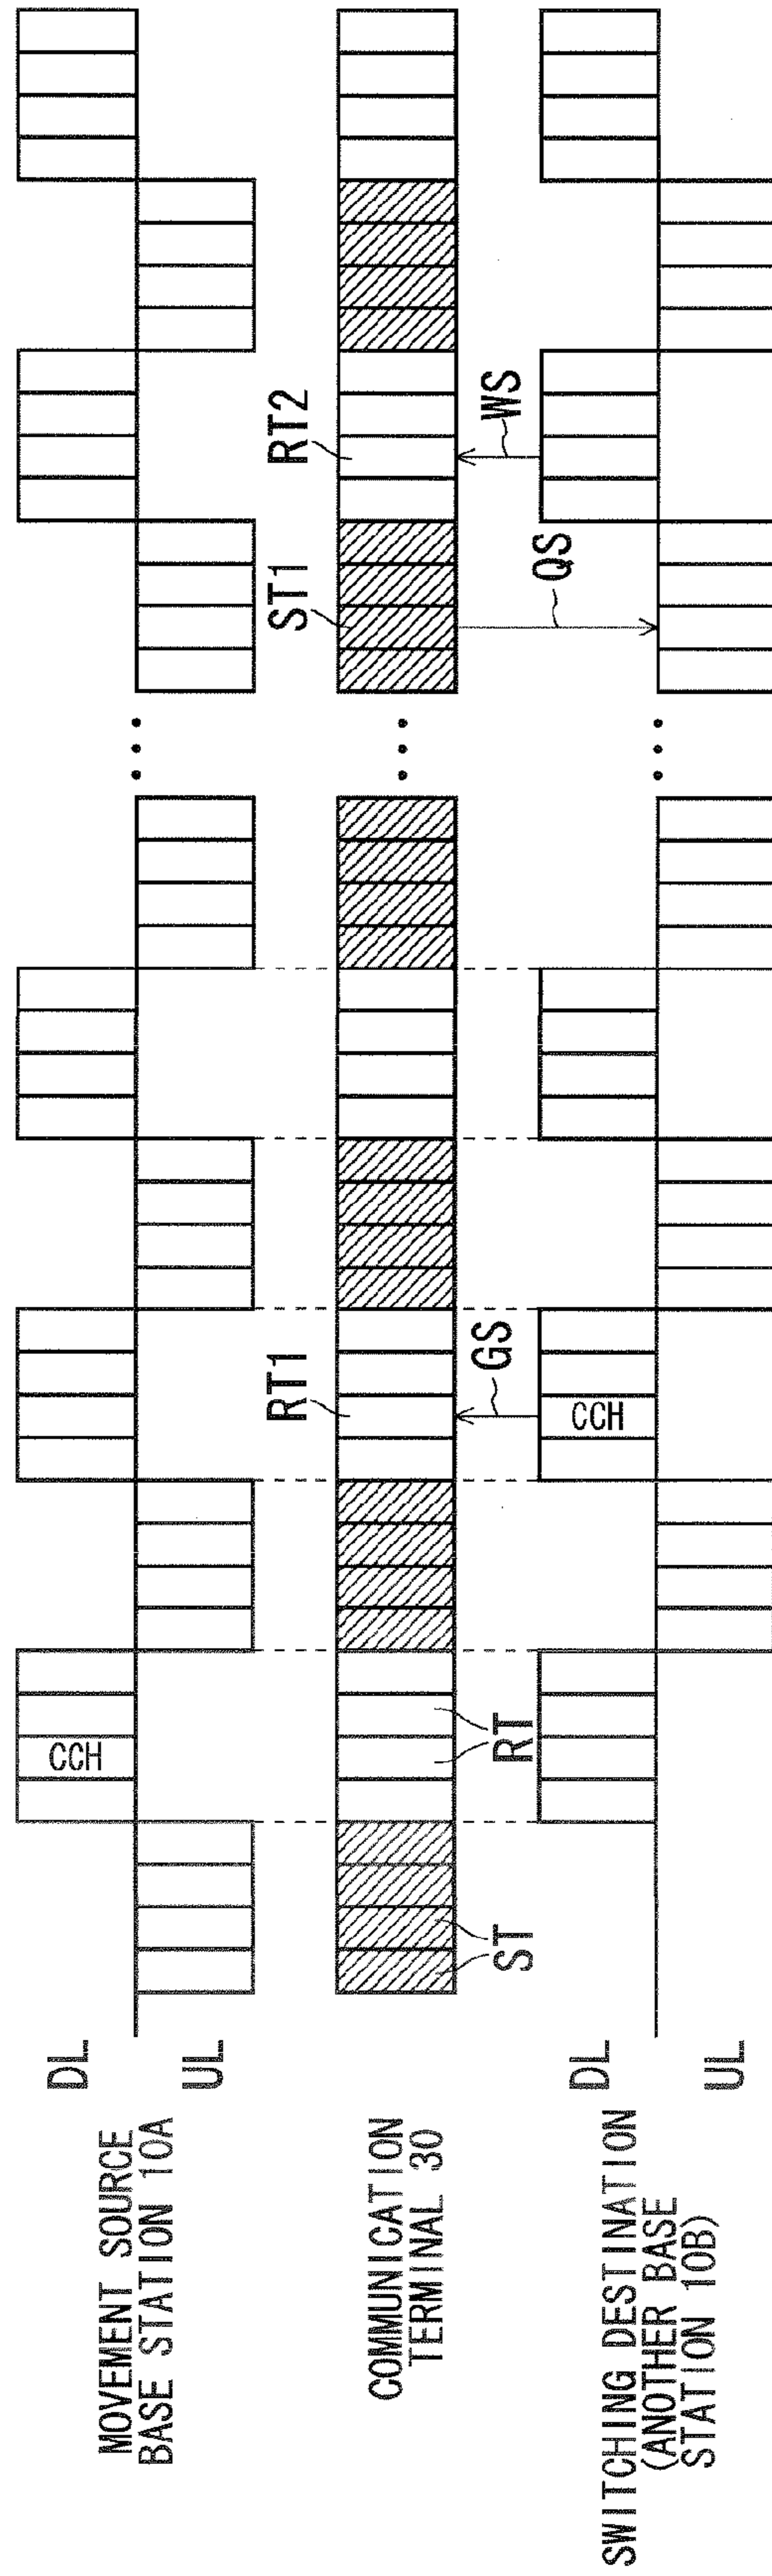 MOVEMENT SOURCE
BASE STATION 10A
DL
UL
CCH
COMMUNICATION
TERMINAL 30
ST
RT
RT1
ST1
RT2
GS
QS
WS
SWITCHING DESTINATION
(ANOTHER BASE
STATION 10B)
DL
UL
CCH